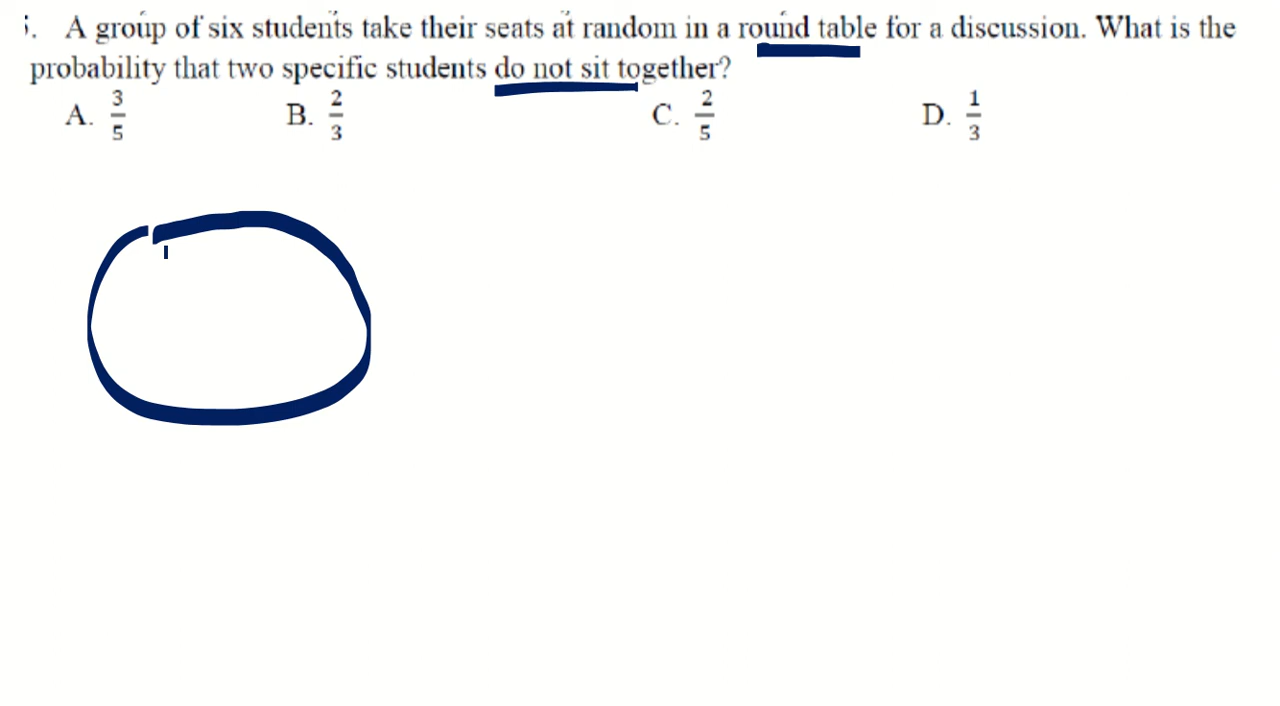 . A group of six students take their seats at random in a round table for a discussion. What is the
probability that two specific students do not sit together?
A. 3/5 B. 2/3 C. 2/5 D. 1/3